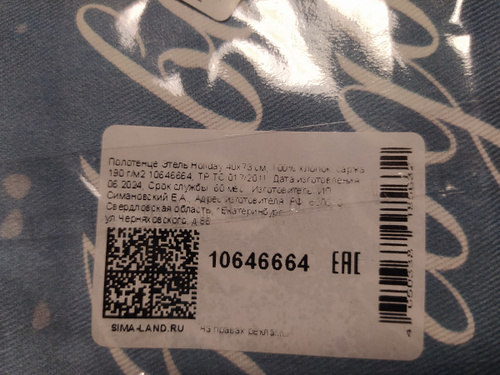 Полотенце Этель Holiday 40х73 см, 100% хлопок, саржа
190 г/м2 10646664, ТР ТС 017/2011. Дата изготовления
06.2024, Срок службы: 60 мес. Изготовитель: ИП
Симановский Е.А., Адрес изготовителя: РФ,
Свердловская область, г.Екатеринбург
ул.Черняховского, д.86
10646664 EAC
SIMA-LAND.RU
на правах рекламы